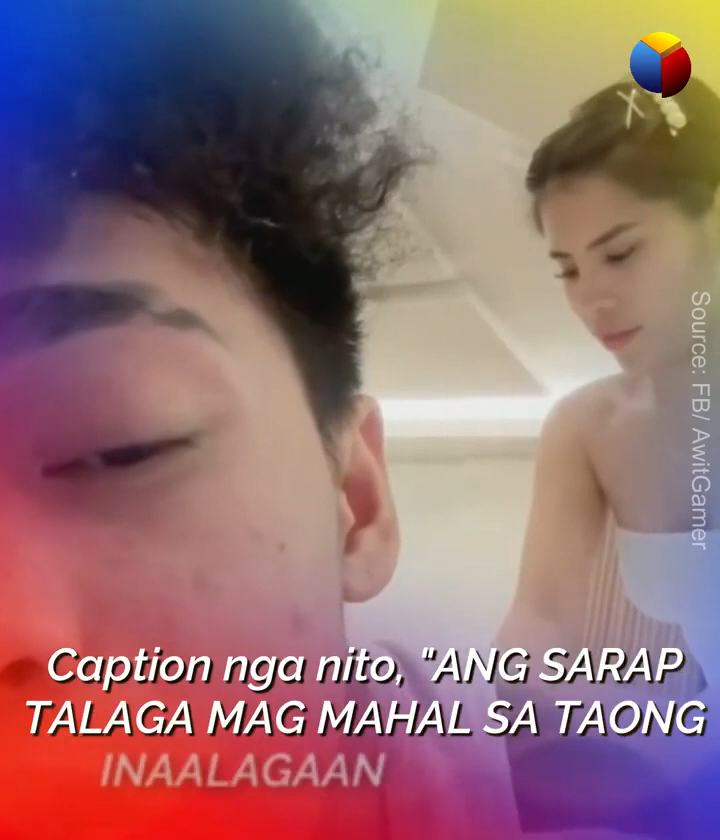 Source: FB/ AwitGamer
Caption nga nito, "ANG SARAP
TALAGA MAG MAHAL SA TAONG
INAALAGAAN